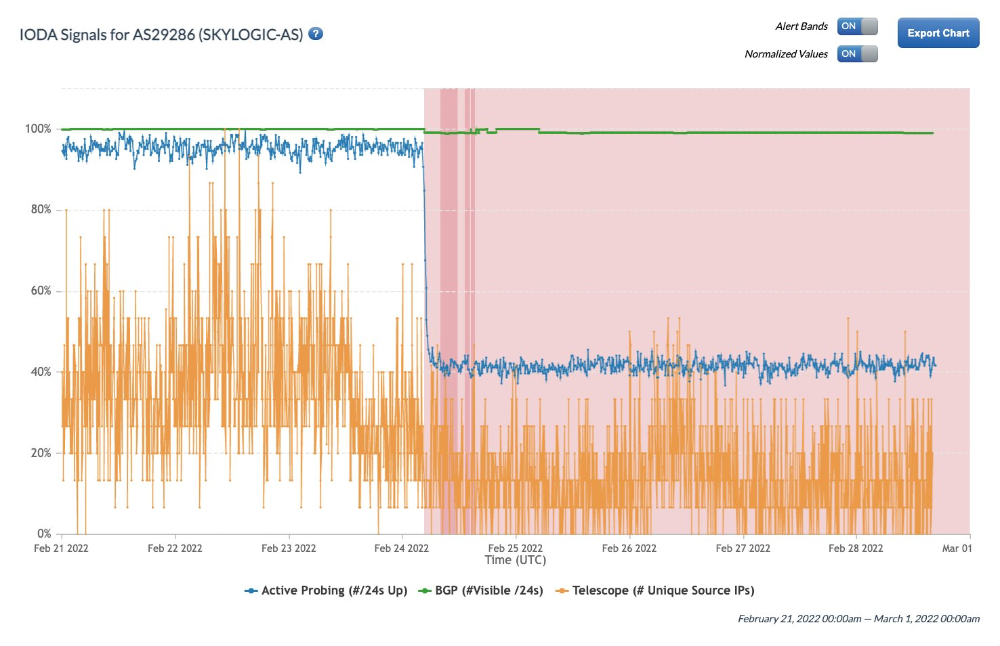 IODA Signals for AS29286 (SKYLOGIC-AS) ?
Alert Bands ON
Normalized Values ON
Export Chart
100%
80%
60%
40%
20%
0%
Feb 21 2022 Feb 22 2022 Feb 23 2022 Feb 24 2022 Feb 25 2022 Feb 26 2022 Feb 27 2022 Feb 28 2022 Mar 01
Time (UTC)
Active Probing (#/24s Up) BGP (#Visible /24s) Telescope (# Unique Source IPs)
February 21, 2022 00:00am — March 1, 2022 00:00am